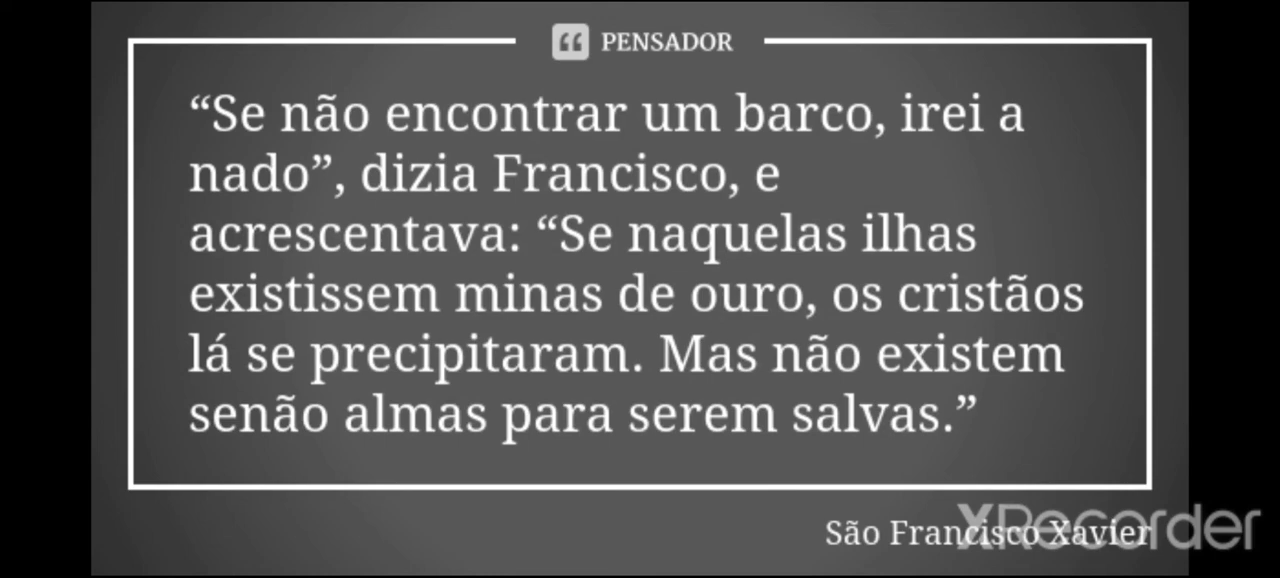 PENSADOR
“Se não encontrar um barco, irei a
nado”, dizia Francisco, e
acrescentava: “Se naquelas ilhas
existissem minas de ouro, os cristãos
lá se precipitaram. Mas não existem
senão almas para serem salvas.”
São Francisco Xavier
XRecorder